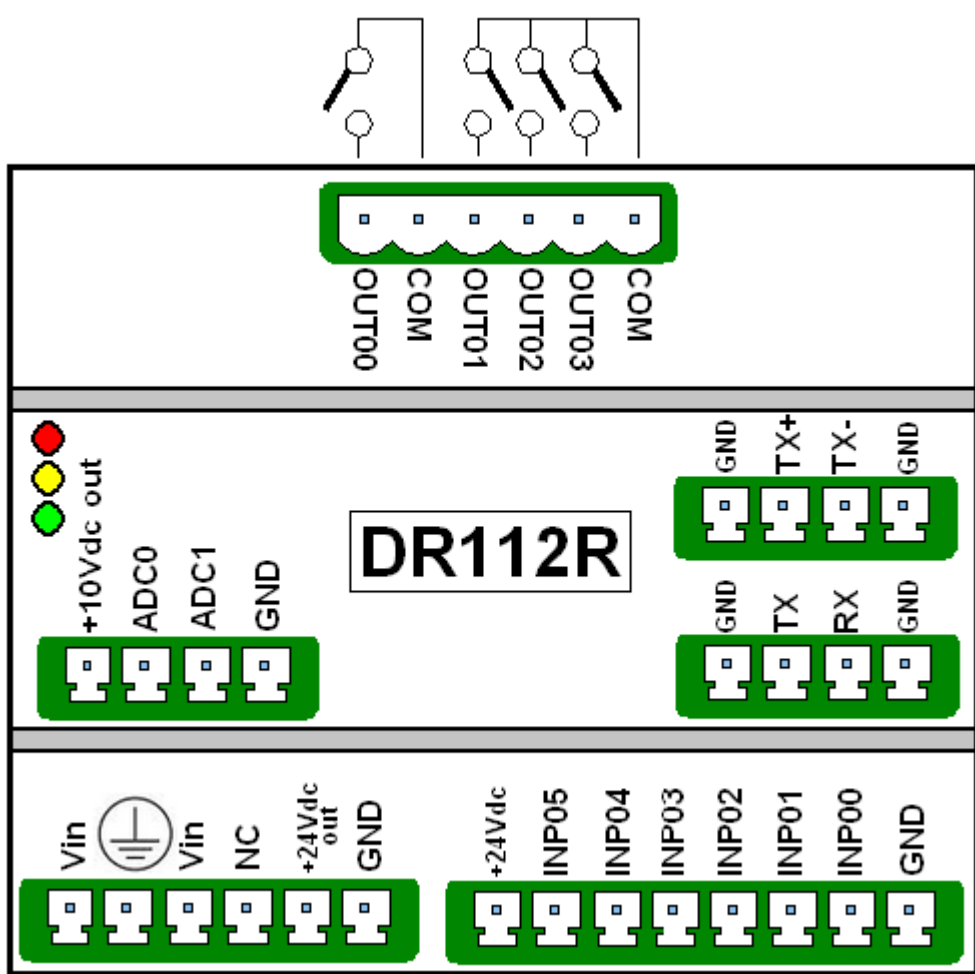 OUT00
COM
OUT01
OUT02
OUT03
COM
+10Vdc out
ADC0
ADC1
GND
DR112R
GND
TX+
TX-
GND
GND
TX
RX
GND
Vin
Vin
NC
+24Vdc
out
GND
+24Vdc
INP05
INP04
INP03
INP02
INP01
INP00
GND